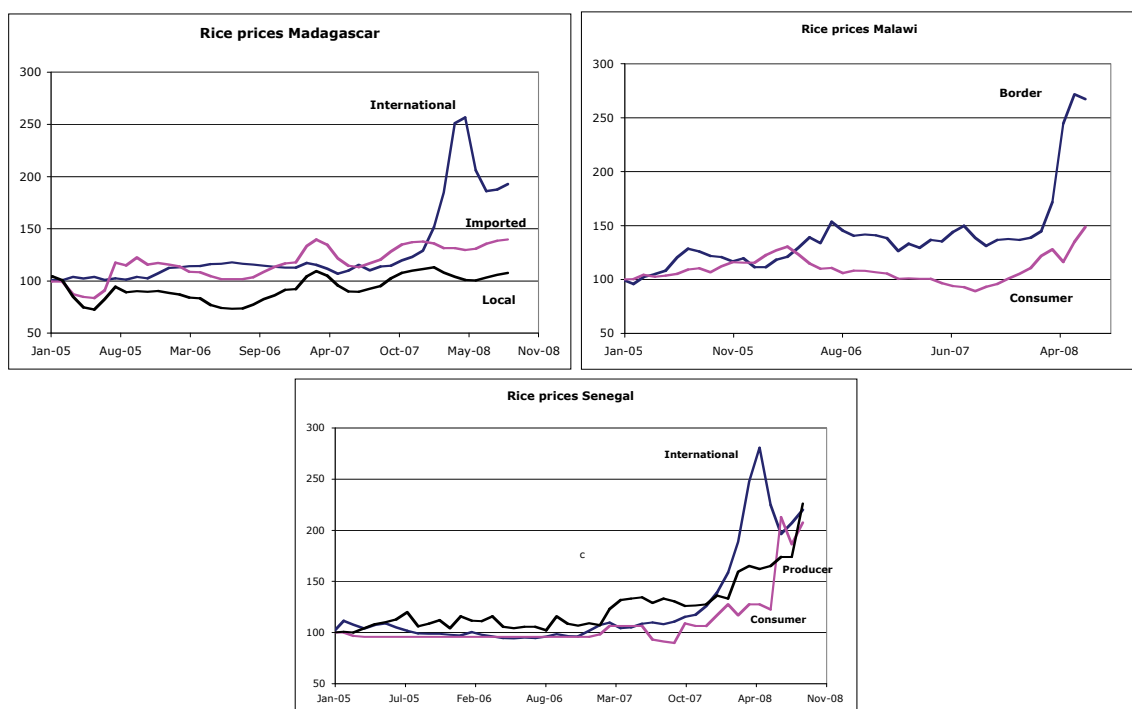 Rice prices Madagascar
300
250
200
150
100
50
International
Imported
Local
Jan-05 Aug-05 Mar-06 Sep-06 Apr-07 Oct-07 May-08 Nov-08
Rice prices Malawi
300
250
200
150
100
50
Border
Consumer
Jan-05 Nov-05 Aug-06 Jun-07 Apr-08
Rice prices Senegal
300
250
200
150
100
50
International
c
Producer
Consumer
Jan-05 Jul-05 Feb-06 Aug-06 Mar-07 Oct-07 Apr-08 Nov-08